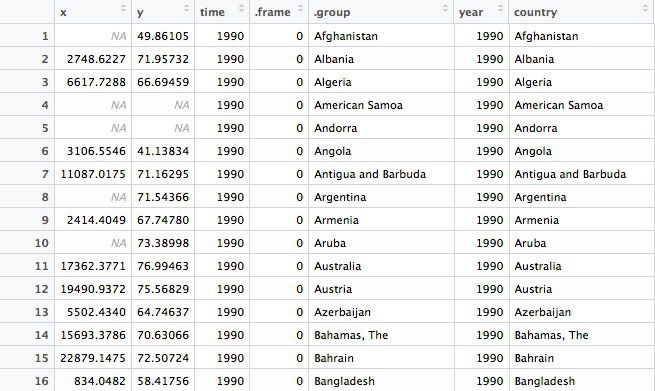 x y time .frame .group year country
1 NA 49.86105 1990 0 Afghanistan 1990 Afghanistan
2 2748.6227 71.95732 1990 0 Albania 1990 Albania
3 6617.7288 66.69459 1990 0 Algeria 1990 Algeria
4 NA NA 1990 0 American Samoa 1990 American Samoa
5 NA NA 1990 0 Andorra 1990 Andorra
6 3106.5546 41.13834 1990 0 Angola 1990 Angola
7 11087.0175 71.16295 1990 0 Antigua and Barbuda 1990 Antigua and Barbuda
8 NA 71.54366 1990 0 Argentina 1990 Argentina
9 2414.4049 67.74780 1990 0 Armenia 1990 Armenia
10 NA 73.38998 1990 0 Aruba 1990 Aruba
11 17362.3771 76.99463 1990 0 Australia 1990 Australia
12 19490.9372 75.56829 1990 0 Austria 1990 Austria
13 5502.4340 64.74637 1990 0 Azerbaijan 1990 Azerbaijan
14 15693.3786 70.63066 1990 0 Bahamas, The 1990 Bahamas, The
15 22879.1475 72.50724 1990 0 Bahrain 1990 Bahrain
16 834.0482 58.41756 1990 0 Bangladesh 1990 Bangladesh